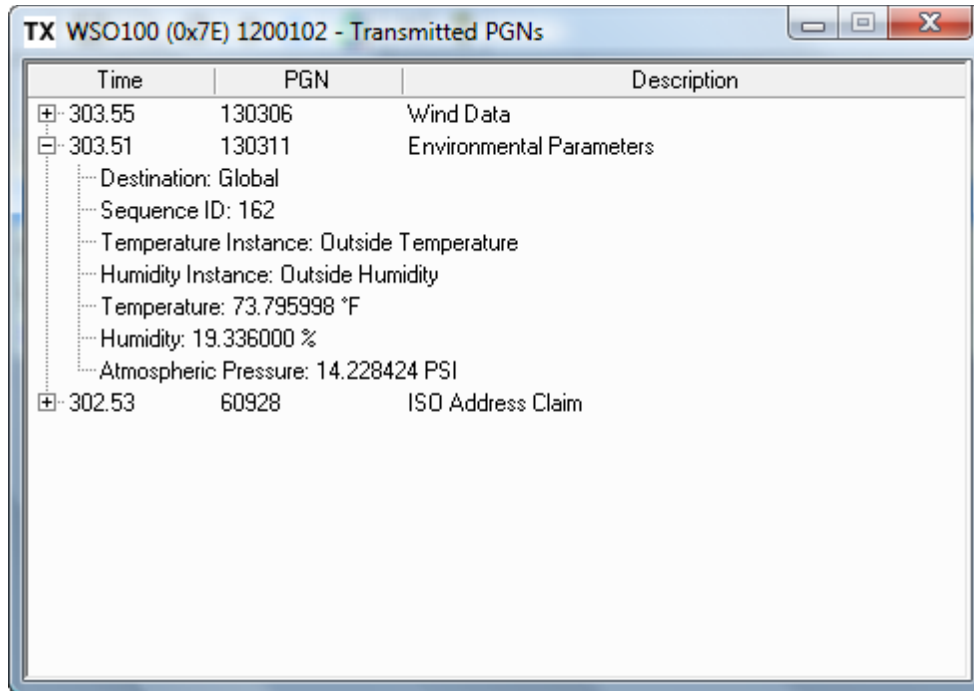 TX WSO100 (0x7E) 1200102 - Transmitted PGNs
Time PGN Description
303.55 130306 Wind Data
303.51 130311 Environmental Parameters
Destination: Global
Sequence ID: 162
Temperature Instance: Outside Temperature
Humidity Instance: Outside Humidity
Temperature: 73.795998 °F
Humidity: 19.336000 %
Atmospheric Pressure: 14.228424 PSI
302.53 60928 ISO Address Claim